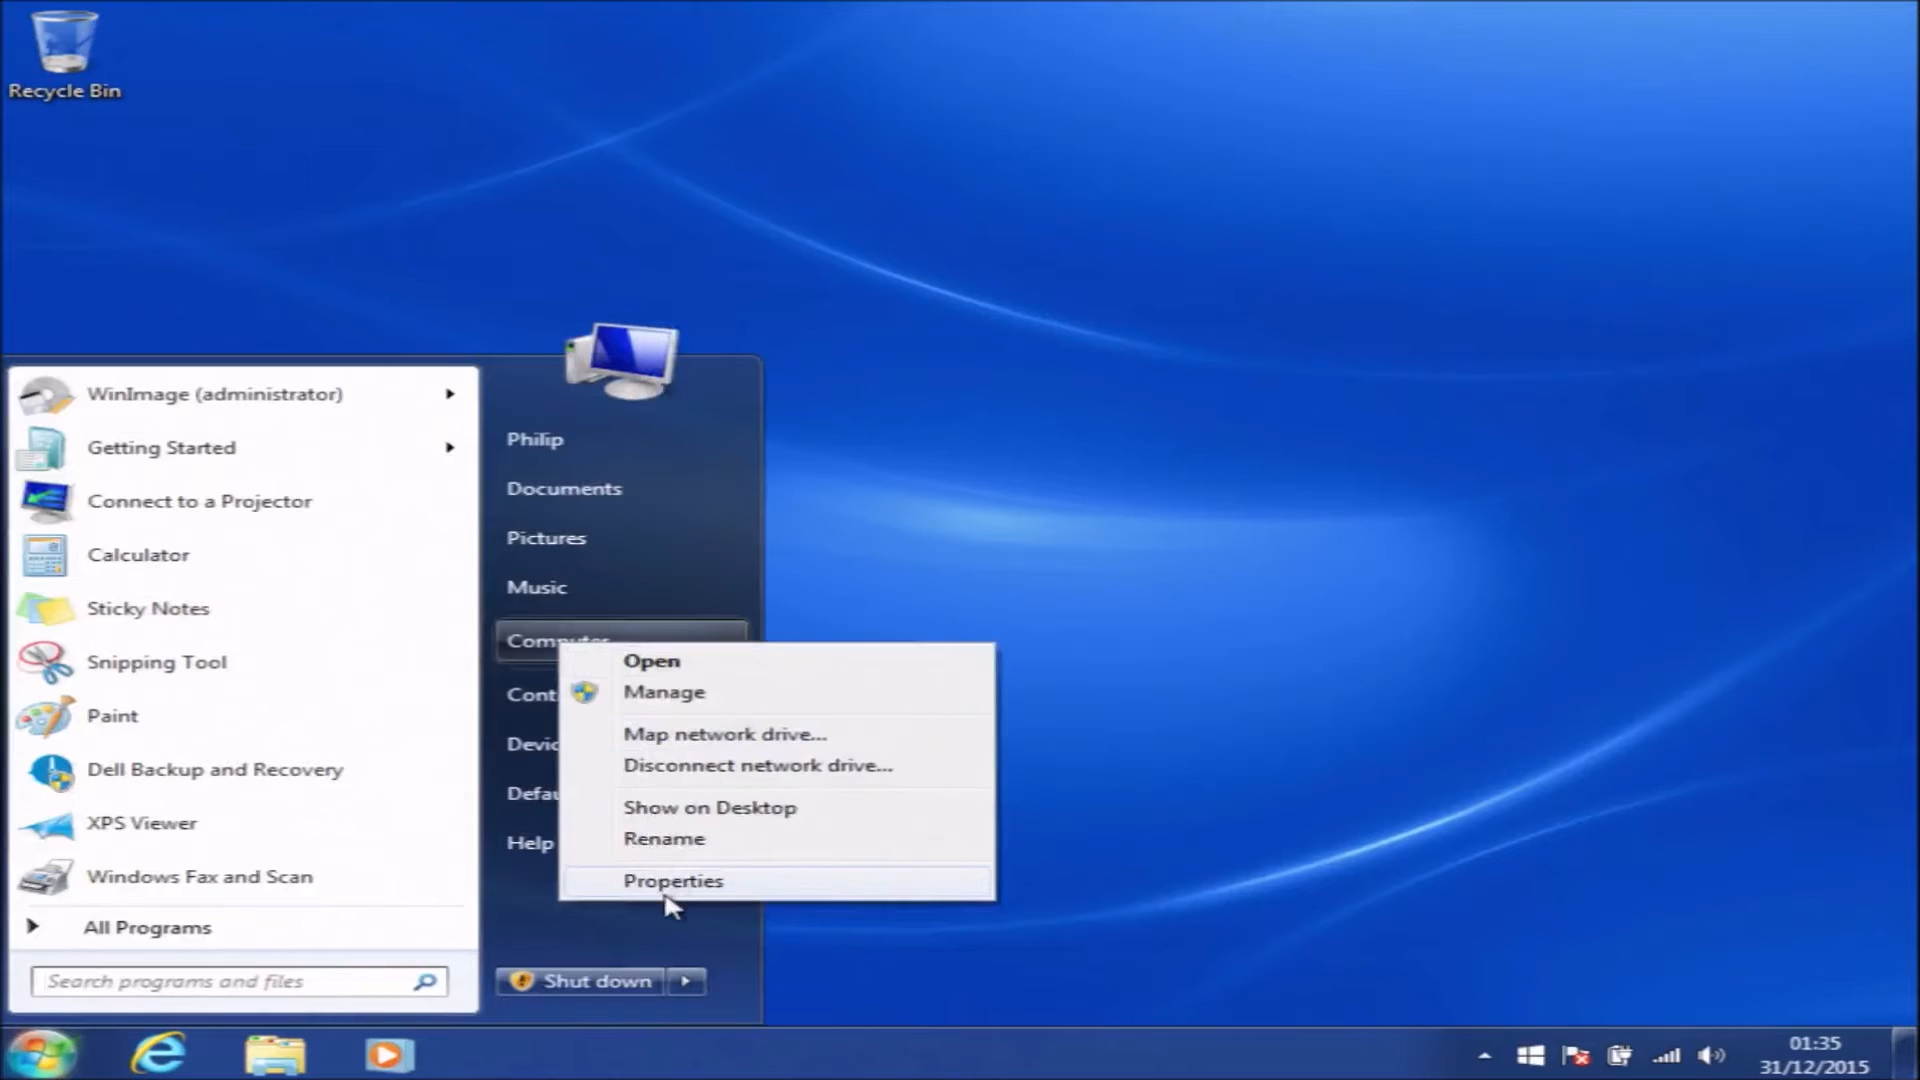 Recycle Bin
WinImage (administrator)
Getting Started
Connect to a Projector
Calculator
Sticky Notes
Snipping Tool
Paint
Dell Backup and Recovery
XPS Viewer
Windows Fax and Scan
All Programs
Search programs and files
Philip
Documents
Pictures
Music
Computer
Cont
Devic
Defau
Help
Shut down
Open
Manage
Map network drive...
Disconnect network drive...
Show on Desktop
Rename
Properties
01:35
31/12/2015